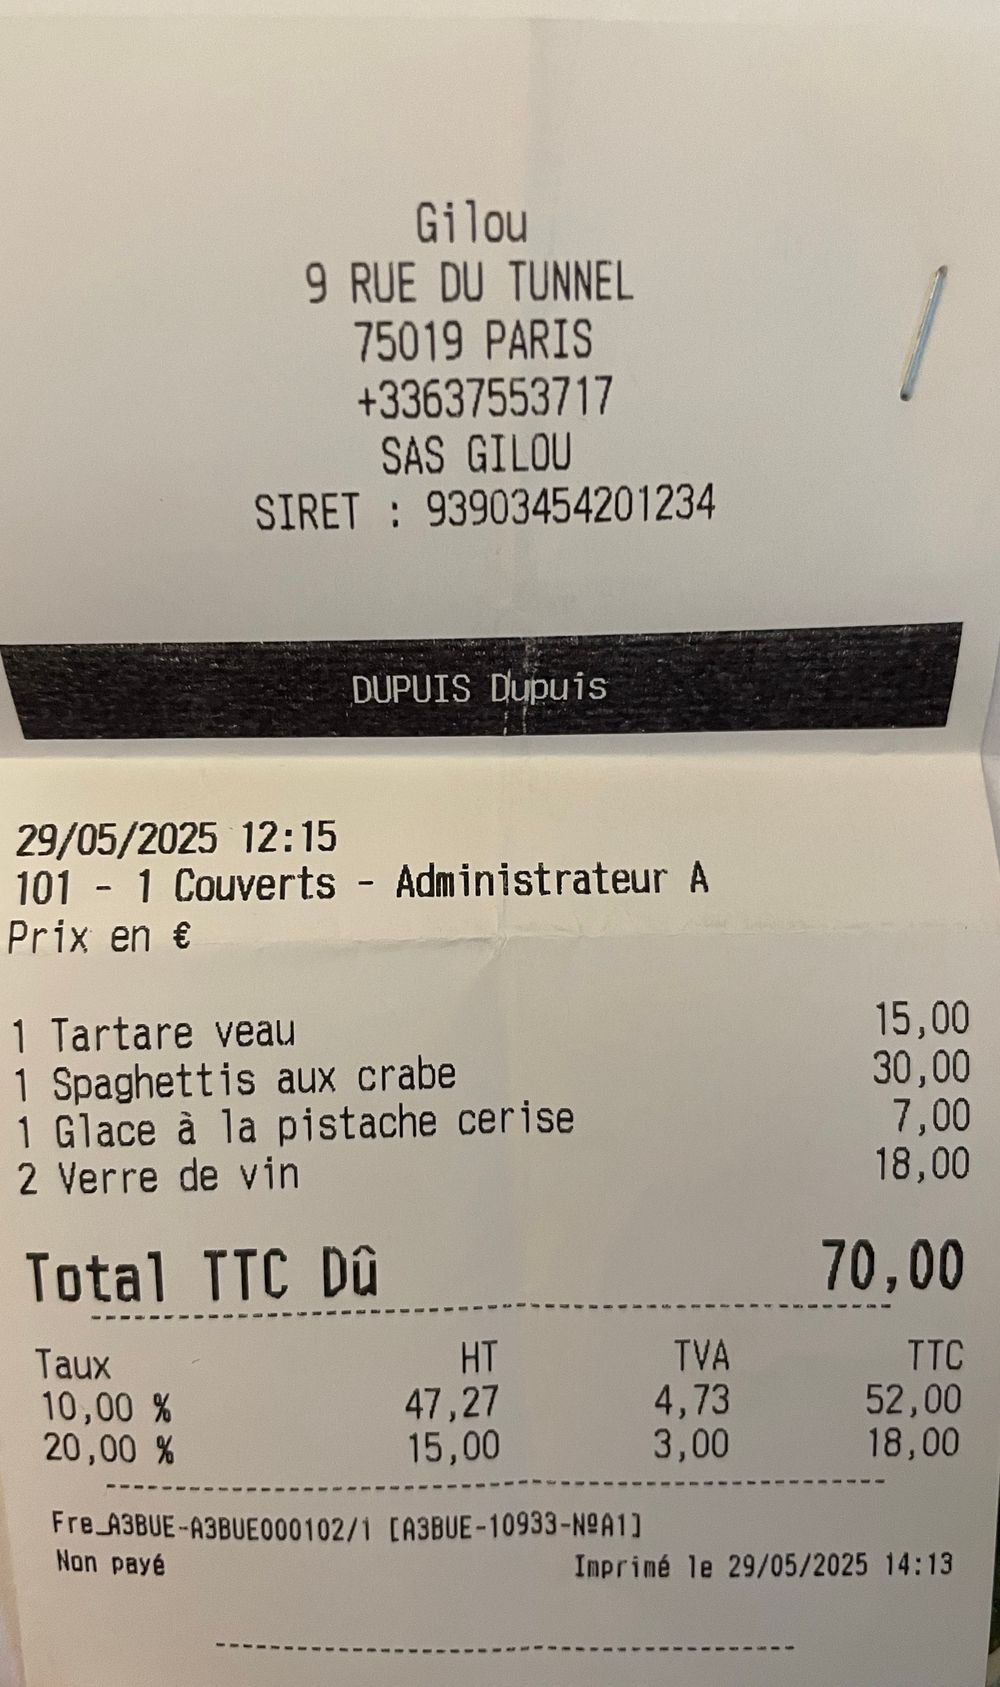 Gilou
9 RUE DU TUNNEL
75019 PARIS
+33637553717
SAS GILOU
SIRET : 93903454201234
DUPUIS Dupuis
29/05/2025 12:15
101 - 1 Couverts - Administrateur A
Prix en €
1 Tartare veau 15,00
1 Spaghettis aux crabe 30,00
1 Glace à la pistache cerise 7,00
2 Verre de vin 18,00
Total TTC Dû 70,00
Taux HT TVA TTC
10,00 % 47,27 4,73 52,00
20,00 % 15,00 3,00 18,00
Fre_A3BUE-A3BUE000102/1 [A3BUE-10933-NºA1]
Non payé Imprimé le 29/05/2025 14:13